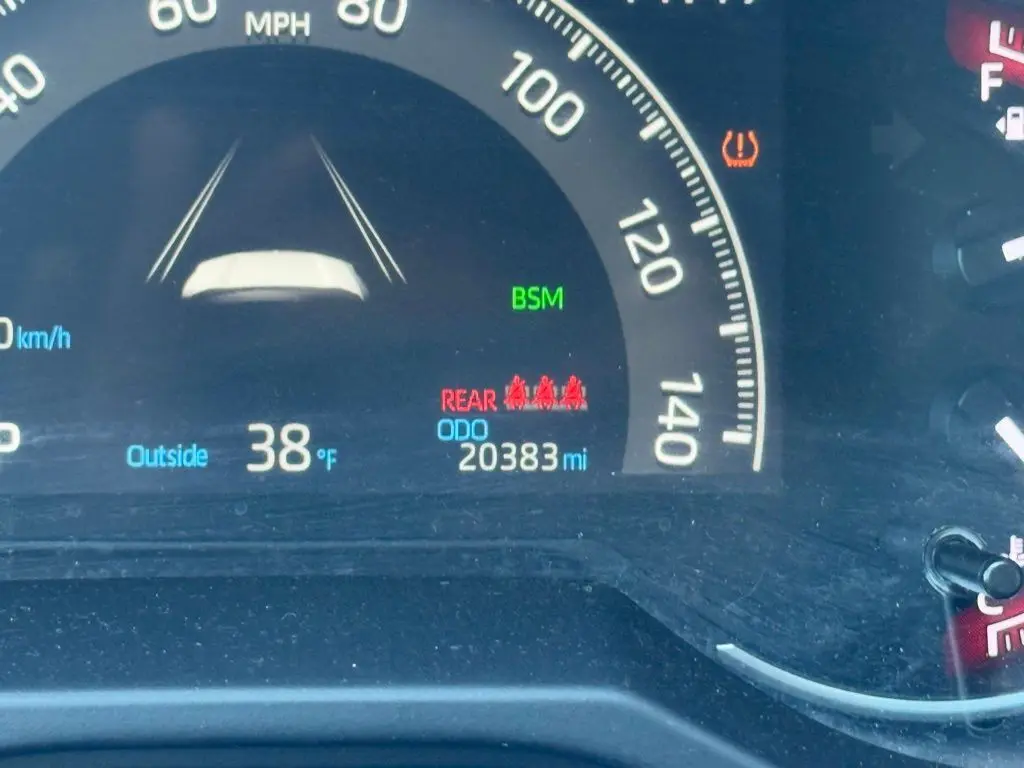 60 MPH 80
40
100
F
120
BSM
km/h
140
REAR
ODO
Outside 38 °F
20383 mi
C